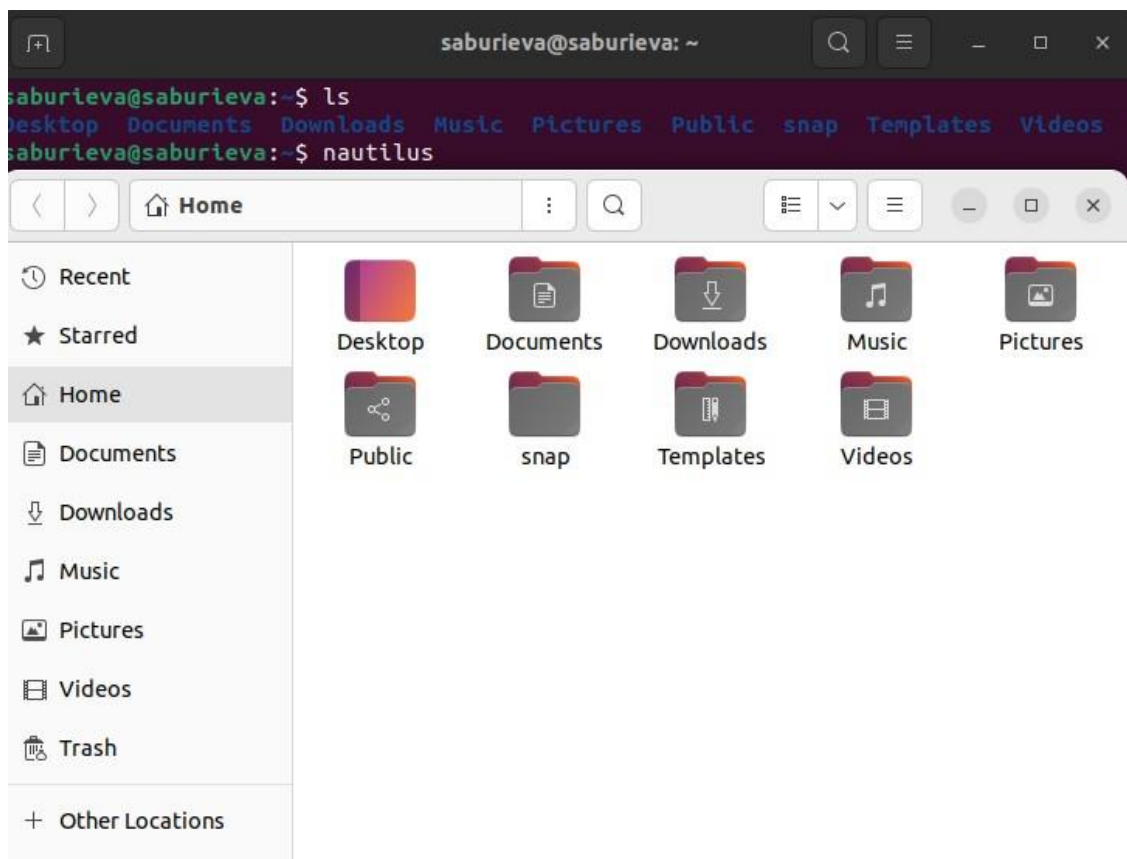 saburieva@saburieva: ~
saburieva@saburieva:~$ ls
Desktop Documents Downloads Music Pictures Public snap Templates Videos
saburieva@saburieva:~$ nautilus
Home
Recent
Starred
Home
Documents
Downloads
Music
Pictures
Videos
Trash
+ Other Locations
Desktop Documents Downloads Music Pictures
Public snap Templates Videos